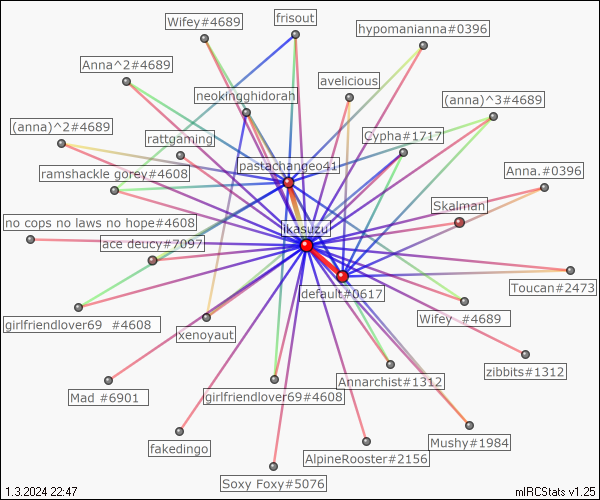 Wifey#4689
frisout
hypomanianna#0396
Anna^2#4689
avelicious
neokingghidorah
(anna)^3#4689
(anna)^2#4689
rattgaming
Cypha#1717
pastachangeo41
ramshackle gorey#4608
Anna.#0396
Skalman
no cops no laws no hope#4608
ikasuzu
ace deucy#7097
Toucan#2473
default#0617
girlfriendlover69 #4608
xenoyaut
Wifey #4689
zibbits#1312
Annarchist#1312
Mad #6901
girlfriendlover69#4608
fakedingo
Mushy#1984
AlpineRooster#2156
Soxy Foxy#5076
1.3.2024 22:47
mIRCStats v1.25